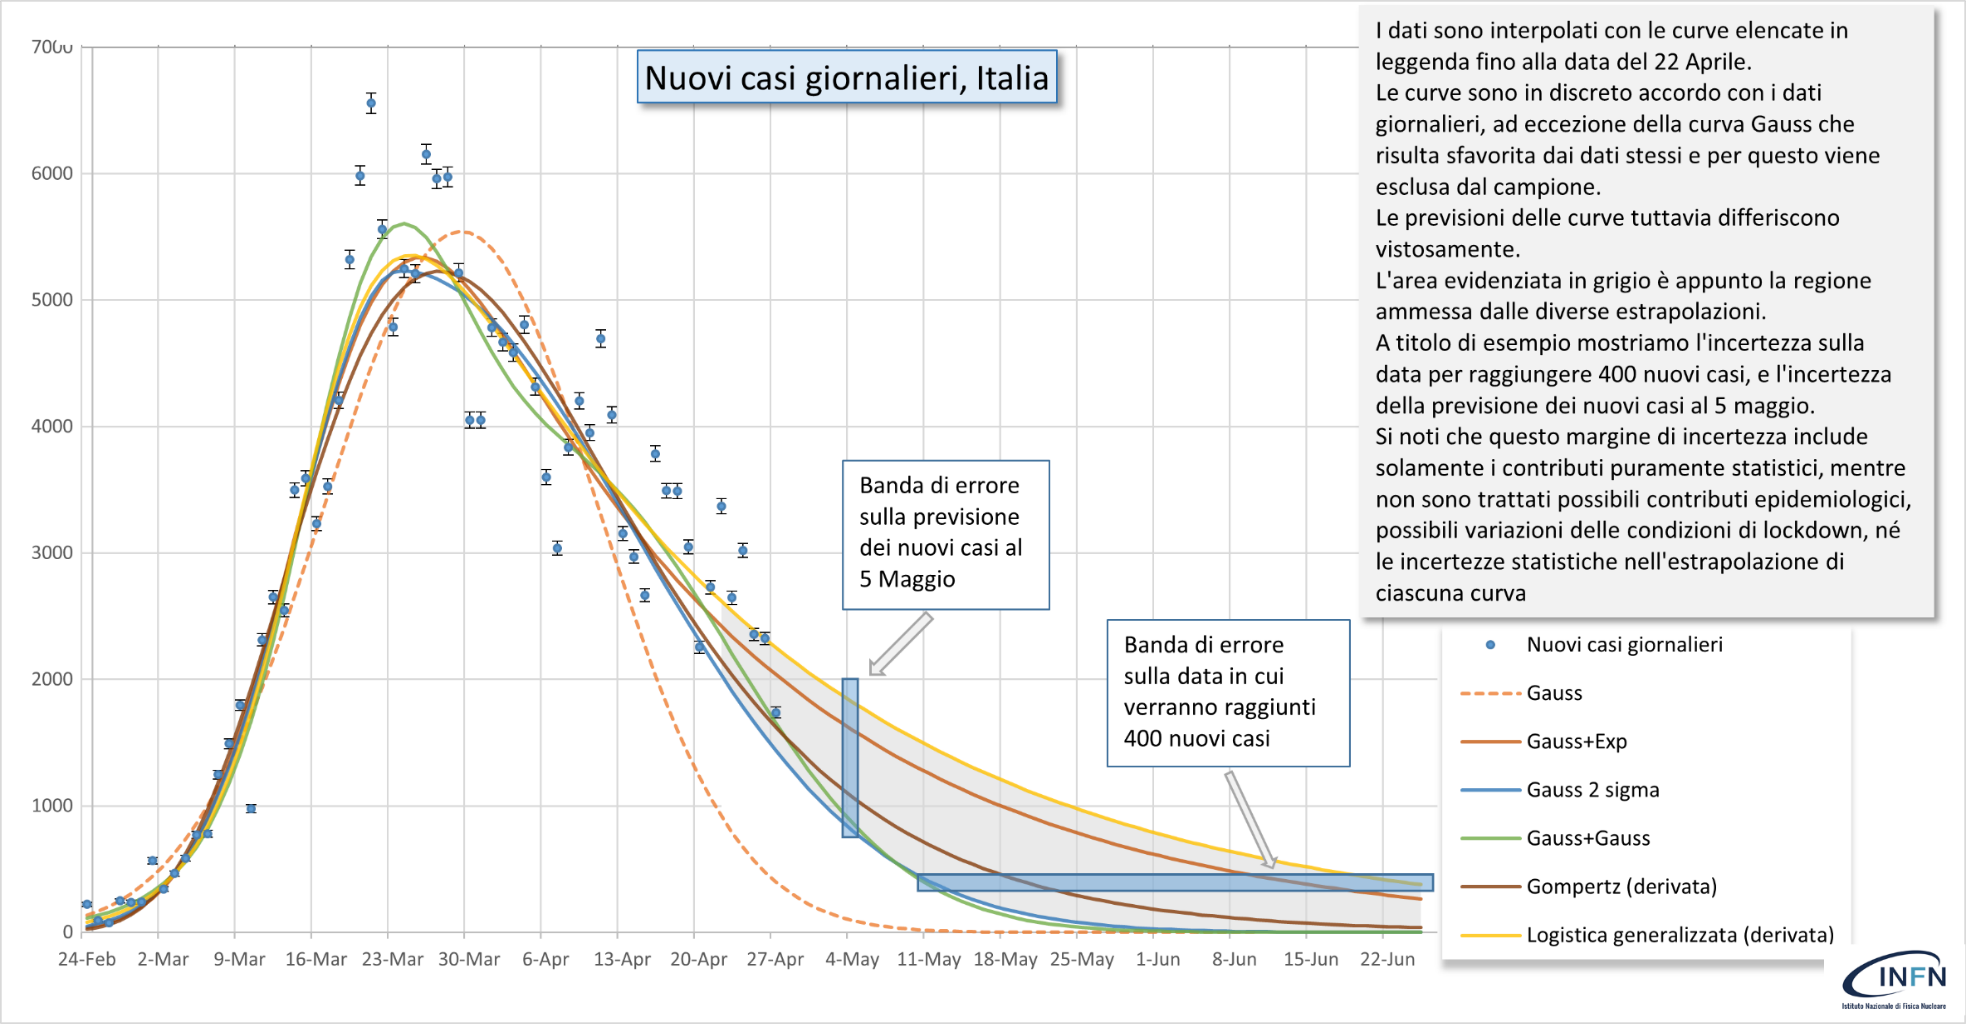 Nuovi casi giornalieri, Italia
7000
6000
5000
4000
3000
2000
1000
0
24-Feb
2-Mar
9-Mar
16-Mar
23-Mar
30-Mar
6-Apr
13-Apr
20-Apr
27-Apr
4-May
11-May
18-May
25-May
1-Jun
8-Jun
15-Jun
22-Jun
Banda di errore
sulla previsione
dei nuovi casi al
5 Maggio
Banda di errore
sulla data in cui
verranno raggiunti
400 nuovi casi
I dati sono interpolati con le curve elencate in
leggenda fino alla data del 22 Aprile.
Le curve sono in discreto accordo con i dati
giornalieri, ad eccezione della curva Gauss che
risulta sfavorita dai dati stessi e per questo viene
esclusa dal campione.
Le previsioni delle curve tuttavia differiscono
vistosamente.
L'area evidenziata in grigio è appunto la regione
ammessa dalle diverse estrapolazioni.
A titolo di esempio mostriamo l'incertezza sulla
data per raggiungere 400 nuovi casi, e l'incertezza
della previsione dei nuovi casi al 5 maggio.
Si noti che questo margine di incertezza include
solamente i contributi puramente statistici, mentre
non sono trattati possibili contributi epidemiologici,
possibili variazioni delle condizioni di lockdown, né
le incertezze statistiche nell'estrapolazione di
ciascuna curva
Nuovi casi giornalieri
Gauss
Gauss+Exp
Gauss 2 sigma
Gauss+Gauss
Gompertz (derivata)
Logistica generalizzata (derivata)
INFN
Istituto Nazionale di Fisica Nucleare